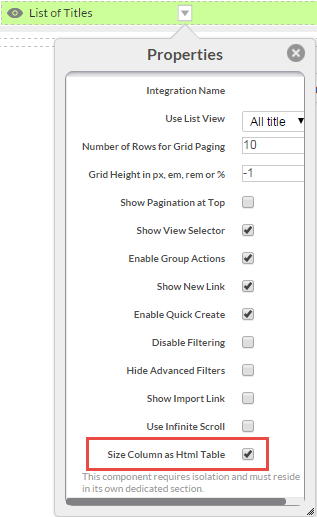 List of Titles
Properties
Integration Name
Use List View All title
Number of Rows for Grid Paging 10
Grid Height in px, em, rem or % -1
Show Pagination at Top
Show View Selector
Enable Group Actions
Show New Link
Enable Quick Create
Disable Filtering
Hide Advanced Filters
Show Import Link
Use Infinite Scroll
Size Column as Html Table
This component requires isolation and must reside
in its own dedicated section.